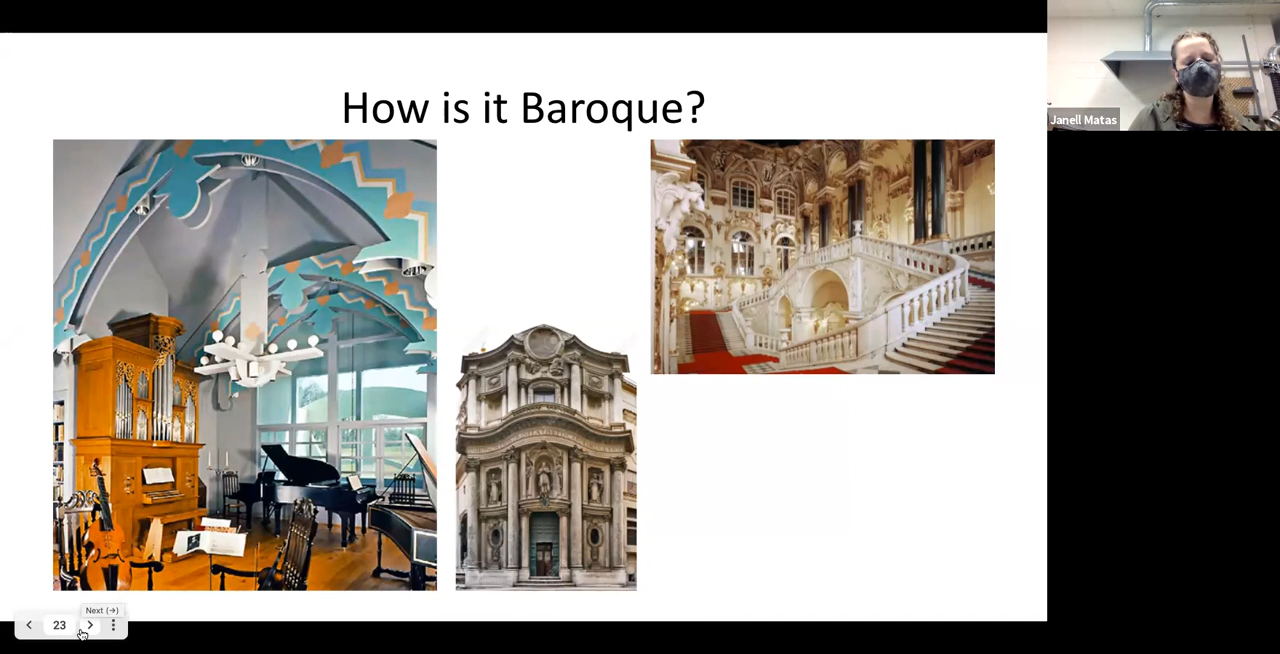 How is it Baroque?
Janell Matas
Next (→)
23